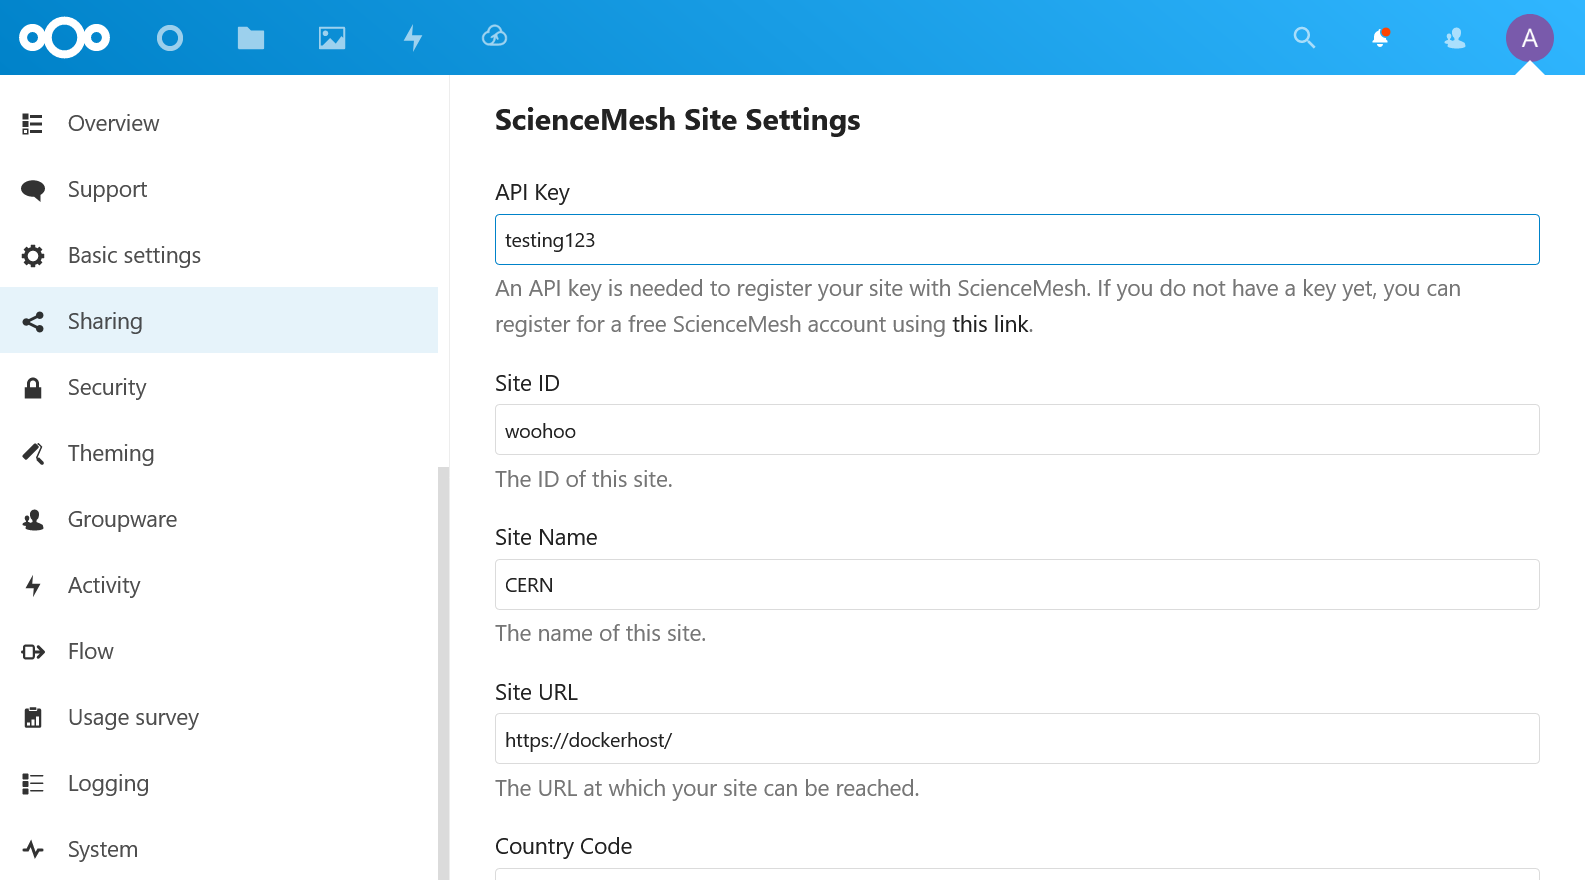 A
Overview
Support
Basic settings
Sharing
Security
Theming
Groupware
Activity
Flow
Usage survey
Logging
System
ScienceMesh Site Settings
API Key
testing123
An API key is needed to register your site with ScienceMesh. If you do not have a key yet, you can
register for a free ScienceMesh account using this link.
Site ID
woohoo
The ID of this site.
Site Name
CERN
The name of this site.
Site URL
https://dockerhost/
The URL at which your site can be reached.
Country Code